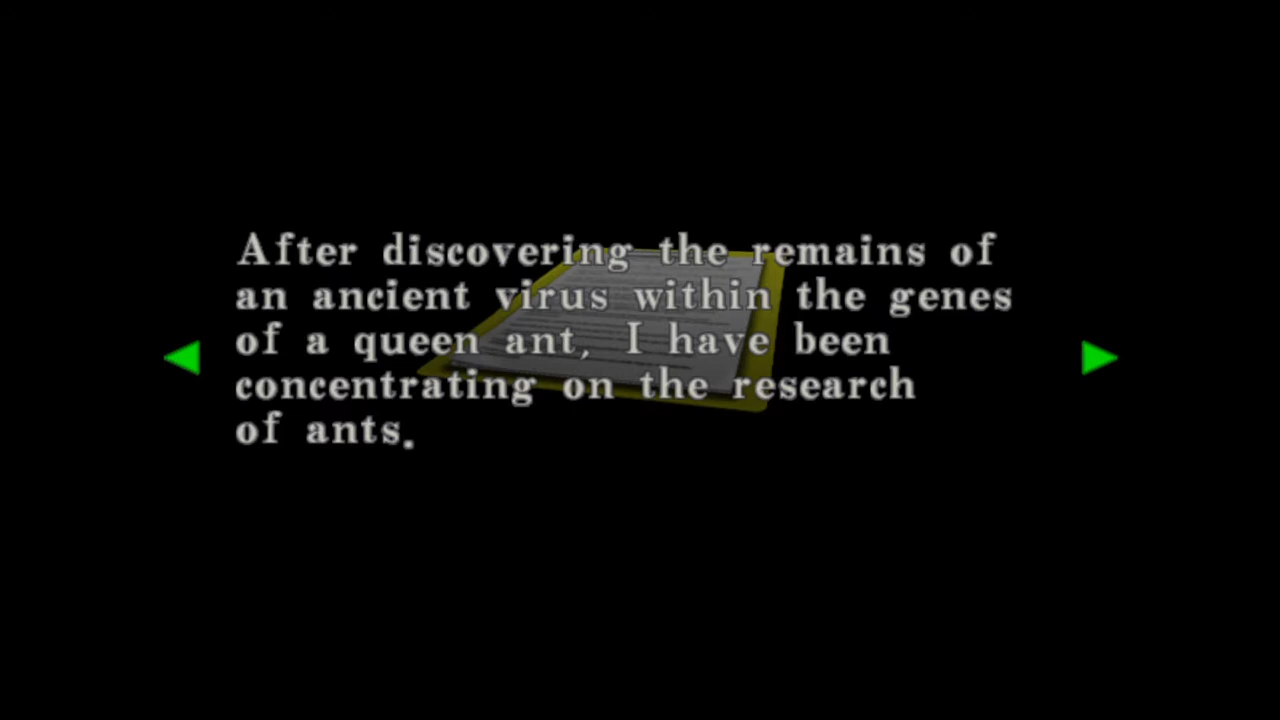 After discovering the remains of
an ancient virus within the genes
of a queen ant, I have been
concentrating on the research
of ants.